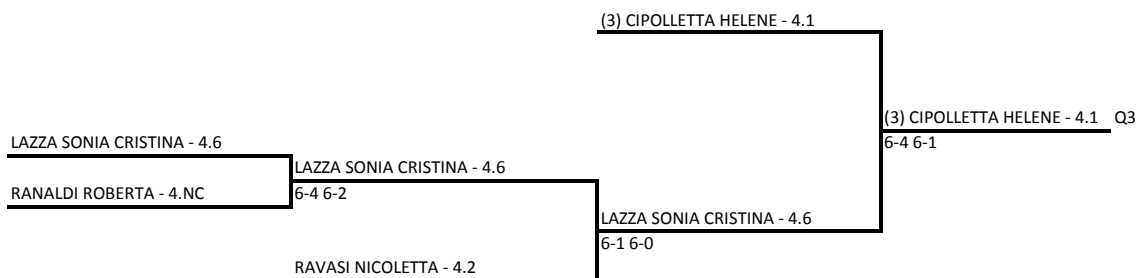 (3) CIPOLLETTA HELENE - 4.1
(3) CIPOLLETTA HELENE - 4.1 Q3
LAZZA SONIA CRISTINA - 4.6
6-4 6-1
LAZZA SONIA CRISTINA - 4.6
RANALDI ROBERTA - 4.NC
6-4 6-2
LAZZA SONIA CRISTINA - 4.6
6-1 6-0
RAVASI NICOLETTA - 4.2